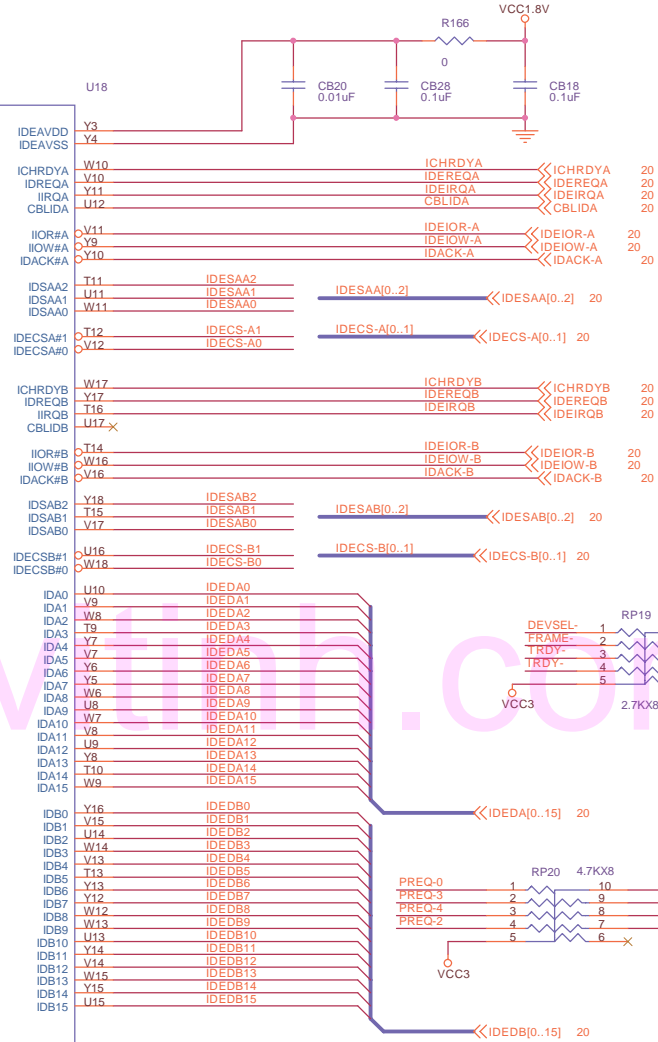 VCC1.8V
R166
0
U18
CB20
0.01uF
CB28
0.1uF
CB18
0.1uF
IDEAVDD Y3
IDEAVSS Y4
ICHRDYA W10 ICHRDYA ICHRDYA 20
IDREQA V10 IDEREQA IDEREQA 20
IIRQA Y11 IDEIRQA IDEIRQA 20
CBLIDA U12 CBLIDA CBLIDA 20
IIOR#A V11 IDEIOR-A IDEIOR-A 20
IIOW#A Y9 IDEIOW-A IDEIOW-A 20
IDACK#A Y10 IDACK-A IDACK-A 20
IDSAA2 T11 IDESAA2
IDSAA1 U11 IDESAA1 IDESAA[0..2] IDESAA[0..2] 20
IDSAA0 W11 IDESAA0
IDECSA#1 T12 IDECS-A1 IDECS-A[0..1] IDECS-A[0..1] 20
IDECSA#0 V12 IDECS-A0
ICHRDYB W17 ICHRDYB ICHRDYB 20
IDREQB Y17 IDEREQB IDEREQB 20
IIRQB T16 IDEIRQB IDEIRQB 20
CBLIDB U17
IIOR#B T14 IDEIOR-B IDEIOR-B 20
IIOW#B W16 IDEIOW-B IDEIOW-B 20
IDACK#B V16 IDACK-B IDACK-B 20
IDSAB2 Y18 IDESAB2
IDSAB1 T15 IDESAB1 IDESAB[0..2] IDESAB[0..2] 20
IDSAB0 V17 IDESAB0
IDECSB#1 U16 IDECS-B1 IDECS-B[0..1] IDECS-B[0..1] 20
IDECSB#0 W18 IDECS-B0
IDA0 U10 IDEDA0
IDA1 V9 IDEDA1
IDA2 W8 IDEDA2
IDA3 T9 IDEDA3
IDA4 Y7 IDEDA4
IDA5 V7 IDEDA5
IDA6 Y6 IDEDA6
IDA7 Y5 IDEDA7
IDA8 W6 IDEDA8
IDA9 U8 IDEDA9
IDA10 W7 IDEDA10
IDA11 V8 IDEDA11
IDA12 U9 IDEDA12
IDA13 Y8 IDEDA13
IDA14 T10 IDEDA14
IDA15 W9 IDEDA15
IDEDA[0..15] 20
RP19
DEVSEL- 1
FRAME- 2
TRDY- 3
IRDY- 4
5
VCC3
2.7KX8
vitinh.co
IDB0 Y16 IDEDB0
IDB1 V15 IDEDB1
IDB2 U14 IDEDB2
IDB3 W14 IDEDB3
IDB4 V13 IDEDB4
IDB5 T13 IDEDB5
IDB6 Y13 IDEDB6
IDB7 Y12 IDEDB7
IDB8 W12 IDEDB8
IDB9 W13 IDEDB9
IDB10 U13 IDEDB10
IDB11 Y14 IDEDB11
IDB12 V14 IDEDB12
IDB13 W15 IDEDB13
IDB14 Y15 IDEDB14
IDB15 U15 IDEDB15
IDEDB[0..15] 20
RP20 4.7KX8
PREQ-0 1 10
PREQ-3 2 9
PREQ-4 3 8
PREQ-2 4 7
5 6
VCC3